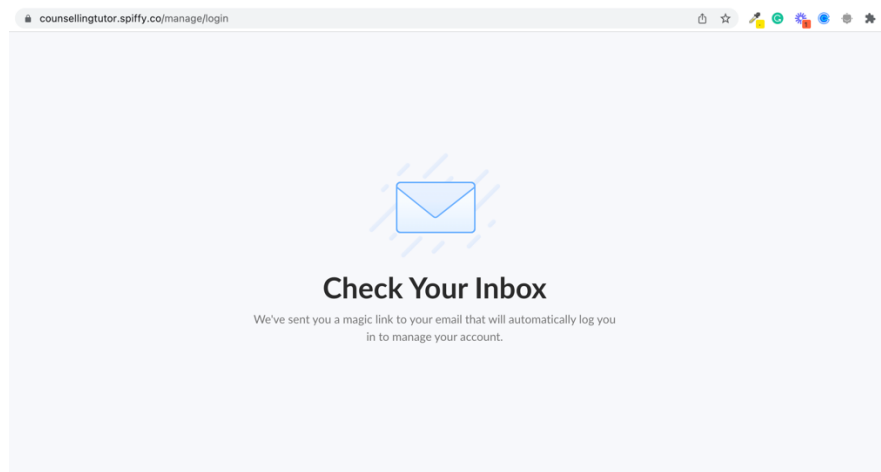 counsellingtutor.spiffy.co/manage/login
Check Your Inbox
We've sent you a magic link to your email that will automatically log you
in to manage your account.